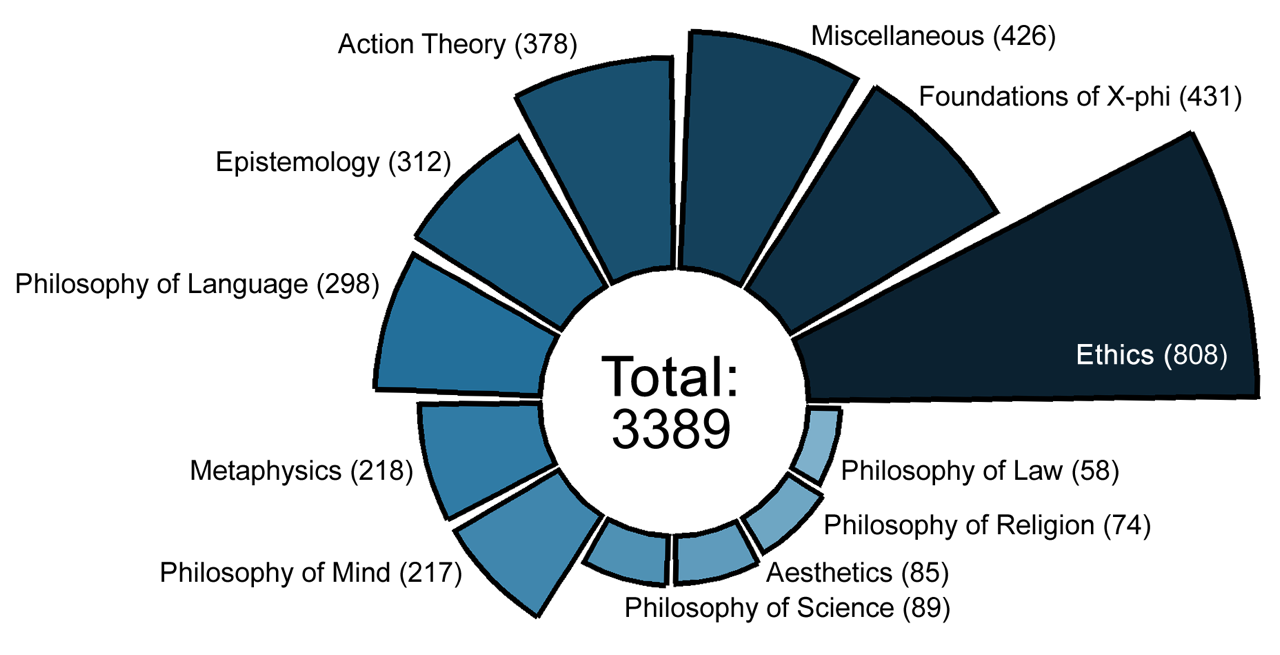 Miscellaneous (426)
Action Theory (378)
Foundations of X-phi (431)
Epistemology (312)
Philosophy of Language (298)
Ethics (808)
Total:
3389
Metaphysics (218)
Philosophy of Law (58)
Philosophy of Religion (74)
Philosophy of Mind (217)
Aesthetics (85)
Philosophy of Science (89)